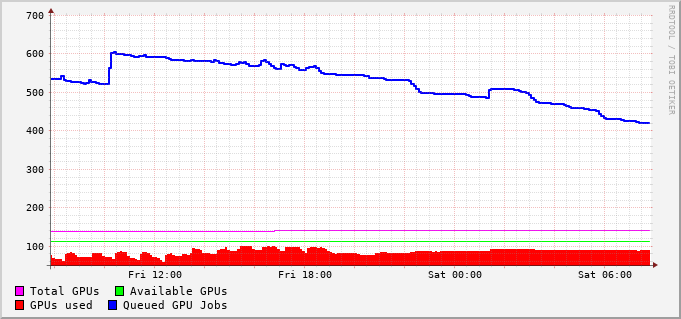 700
600
500
400
300
200
100
Fri 12:00 Fri 18:00 Sat 00:00 Sat 06:00
Total GPUs Available GPUs
GPUs used Queued GPU Jobs
RRDTOOL / TOBI OETIKER